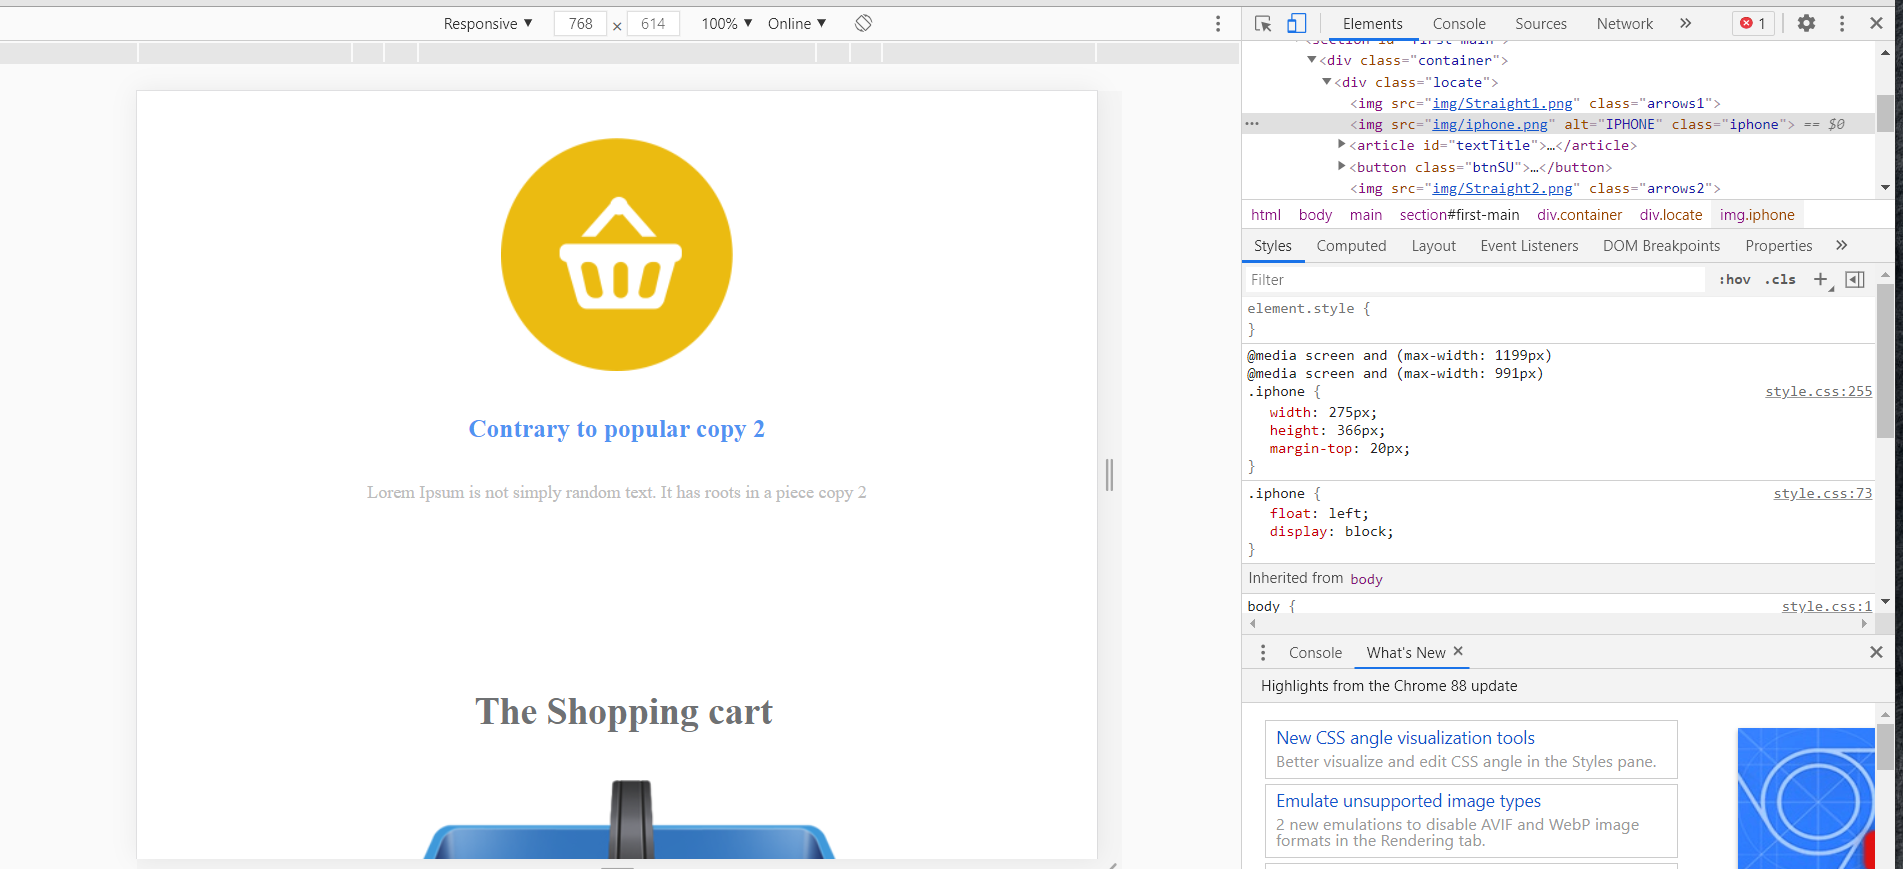 Responsive ▼ 768 × 614 100% ▼ Online ▼
Contrary to popular copy 2
Lorem Ipsum is not simply random text. It has roots in a piece copy 2
The Shopping cart
Elements Console Sources Network » 1
<section id="first-main">
▼<div class="container">
▼<div class="locate">
<img src="img/Straight1.png" class="arrows1">
<img src="img/iphone.png" alt="IPHONE" class="iphone"> == $0
▶<article id="textTitle">…</article>
▶<button class="btnSU">…</button>
<img src="img/Straight2.png" class="arrows2">
html body main section#first-main div.container div.locate img.iphone
Styles Computed Layout Event Listeners DOM Breakpoints Properties »
Filter :hov .cls +
element.style {
}
@media screen and (max-width: 1199px)
@media screen and (max-width: 991px)
.iphone { style.css:255
width: 275px;
height: 366px;
margin-top: 20px;
}
.iphone { style.css:73
float: left;
display: block;
}
Inherited from body
body { style.css:1
Console What's New ×
Highlights from the Chrome 88 update
New CSS angle visualization tools
Better visualize and edit CSS angle in the Styles pane.
Emulate unsupported image types
2 new emulations to disable AVIF and WebP image
formats in the Rendering tab.